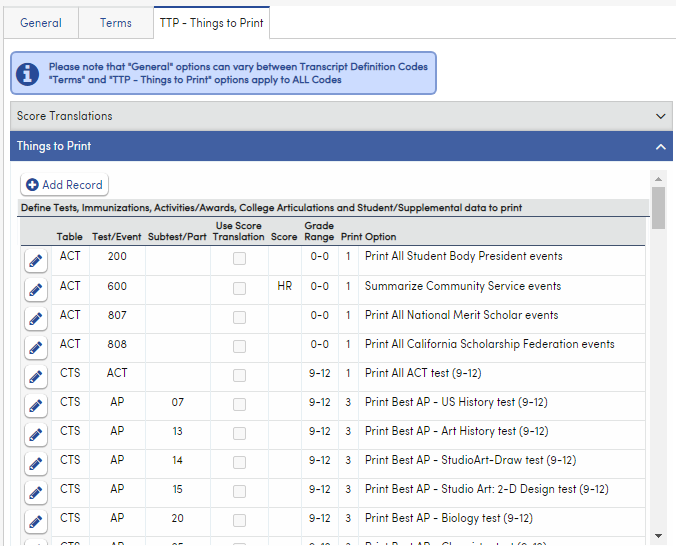 General Terms TTP - Things to Print
Please note that "General" options can vary between Transcript Definition Codes
"Terms" and "TTP - Things to Print" options apply to ALL Codes
Score Translations
Things to Print
Add Record
Define Tests, Immunizations, Activities/Awards, College Articulations and Student/Supplemental data to print
Table Test/Event Subtest/Part Use Score Translation Score Grade Range Print Option
ACT 200 0-0 1 Print All Student Body President events
ACT 600 HR 0-0 1 Summarize Community Service events
ACT 807 0-0 1 Print All National Merit Scholar events
ACT 808 0-0 1 Print All California Scholarship Federation events
CTS ACT 9-12 1 Print All ACT test (9-12)
CTS AP 07 9-12 3 Print Best AP - US History test (9-12)
CTS AP 13 9-12 3 Print Best AP - Art History test (9-12)
CTS AP 14 9-12 3 Print Best AP - StudioArt-Draw test (9-12)
CTS AP 15 9-12 3 Print Best AP - Studio Art: 2-D Design test (9-12)
CTS AP 20 9-12 3 Print Best AP - Biology test (9-12)